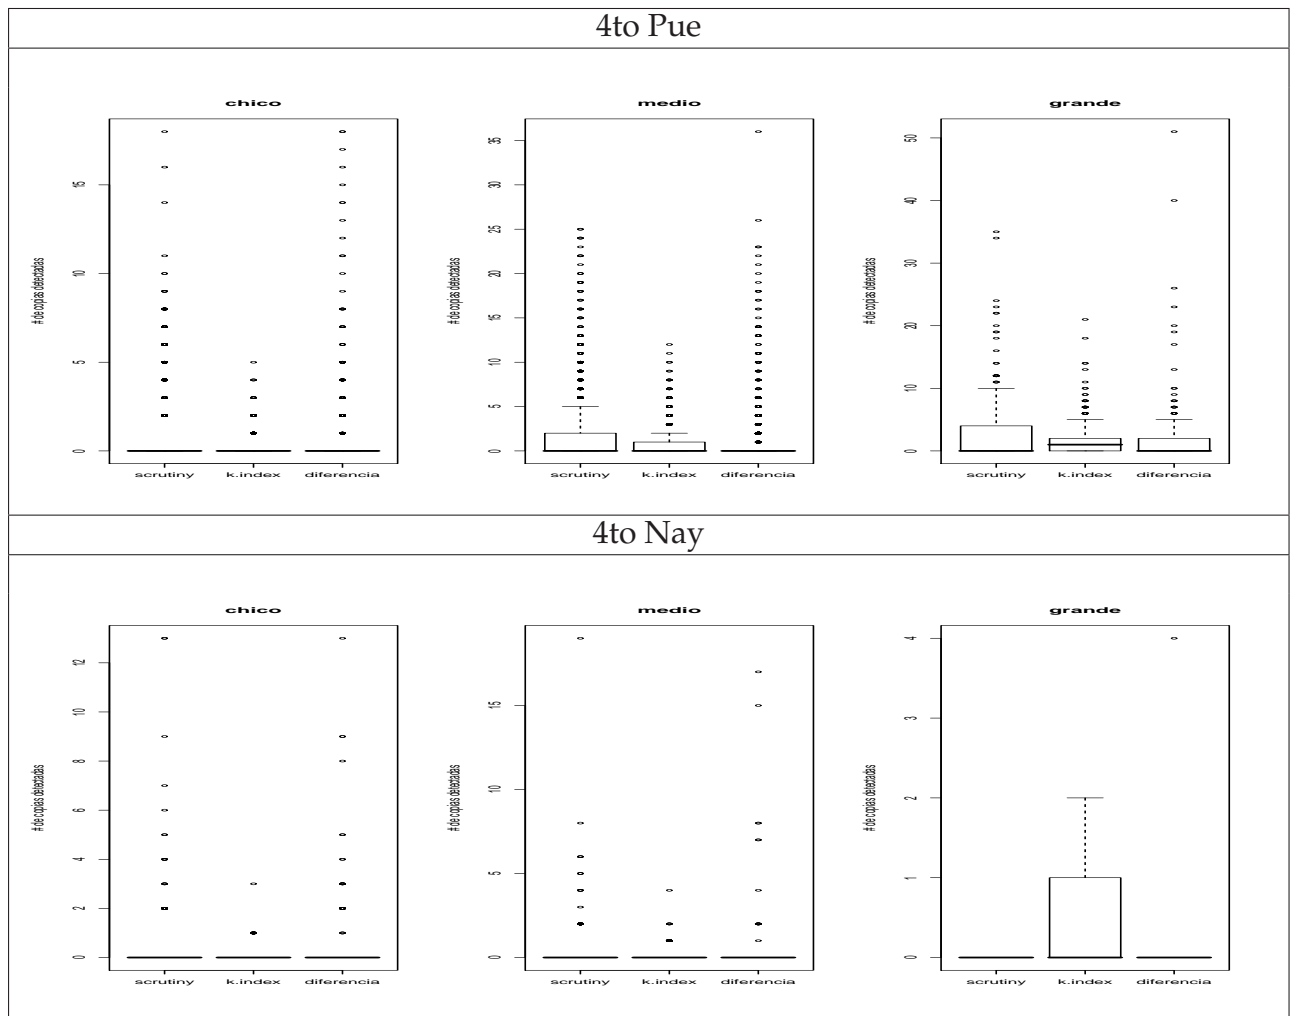 4to Pue
chico
medio
grande
# de copias detectadas
0
5
10
15
scrutiny
k.index
diferencia
# de copias detectadas
0
5
10
15
20
25
30
35
scrutiny
k.index
diferencia
# de copias detectadas
0
10
20
30
40
50
scrutiny
k.index
diferencia
4to Nay
chico
medio
grande
# de copias detectadas
0
2
4
6
8
10
12
scrutiny
k.index
diferencia
# de copias detectadas
0
5
10
15
scrutiny
k.index
diferencia
# de copias detectadas
0
1
2
3
4
scrutiny
k.index
diferencia